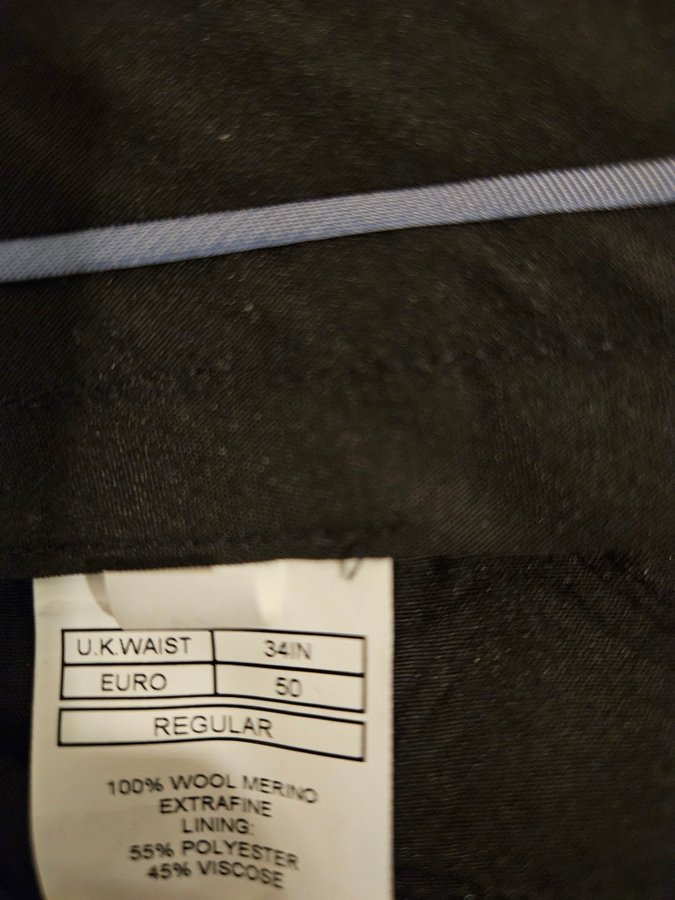 U.K.WAIST 34IN
EURO 50
REGULAR
100% WOOL MERINO
EXTRAFINE
LINING:
55% POLYESTER
45% VISCOSE